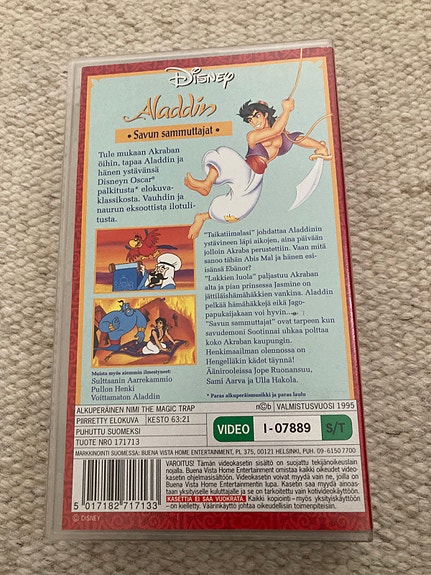 Disney
Aladdin
• Savun sammuttajat •
Tule mukaan Akraban
öihin, tapaa Aladdin ja
hänen ystävänsä
Disneyn Oscar®
palkitusta* elokuva-
klassikosta. Vauhdin ja
naurun eksoottista ilotuli-
tusta.
"Taikatiimalasi" johdattaa Aladdinin
ystävineen läpi aikojen, aina päivään
jolloin Akraba perustettiin. Vaan mitä
sanoo tähän Abis Mal ja hänen esi-
isänsä Ebánor?
"Lukkien luola" paljastuu Akraban
alta ja pian prinsessa Jasmine on
jättiläishämähäkkien vankina. Aladdin
pelkää hämähäkkejä eikä Jago-
papukaijakaan voi hyvin...
"Savun sammuttajat" ovat tarpeen kun
savudemoni Sootinnai uhkaa polttaa
koko Akraban kaupungin.
Henkimaailman olennossa on
Hengelläkin kädet täynnä!
Äänirooleissa Jope Ruonansuu,
Sami Aarva ja Ulla Hakola.
* Paras alkuperäismusiikki ja paras laulu
Muista myös aiemmin ilmestyneet:
Sulttaanin Aarreksmmio
Pullon Henki
Voittamaton Aladdin
ALKUPERÄINEN NIMI THE MAGIC TRAP
n©b VALMISTUSVUOSI 1995
PIIRRETTY ELOKUVA KESTO 63:21
PUHUTTU SUOMEKSI
TUOTE NRO 171713
VIDEO I-07889 S/T
MARKKINOINTI SUOMESSA: BUENA VISTA HOME ENTERTAINMENT, PL 375, 00121 HELSINKI, PUH. 09-6150 7700
VAROITUS! Tämän videokasetin sisältö on suojattu tekijänoikeuslain
nojalla. Buena Vista Home Entertainment omistaa kaikki oikeudet video-
kasetin ohjelmasisältöön. Videokasetit voivat myydä vain ne, joilla on
Buena Vista Home Entertainmentin lupa. Kasetin saa myydä ainoas-
taan yksityiselle kuluttajalle ja se on tarkoitettu vain kotivideokäyttöön.
KASETTIA EI SAA VUOKRATA. Kaikki kopiointi – myös yksityiskäyttöön
– on kielletty. Väärinkäyttö johtaa oikeudellisiin toimenpiteisiin.
5 017182 717133
© DISNEY